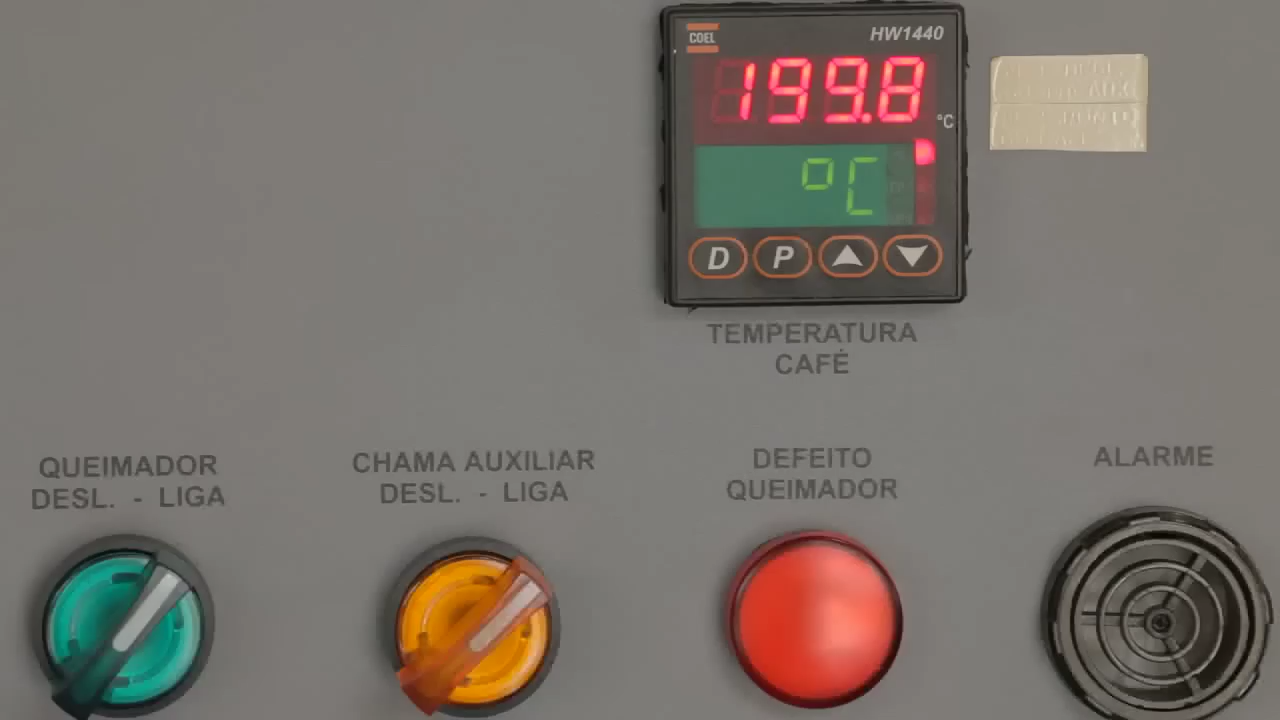 COEL
HW1440
199.8
°C
°C
D P
TEMPERATURA
CAFÉ
QUEIMADOR
DESL. - LIGA
CHAMA AUXILIAR
DESL. - LIGA
DEFEITO
QUEIMADOR
ALARME